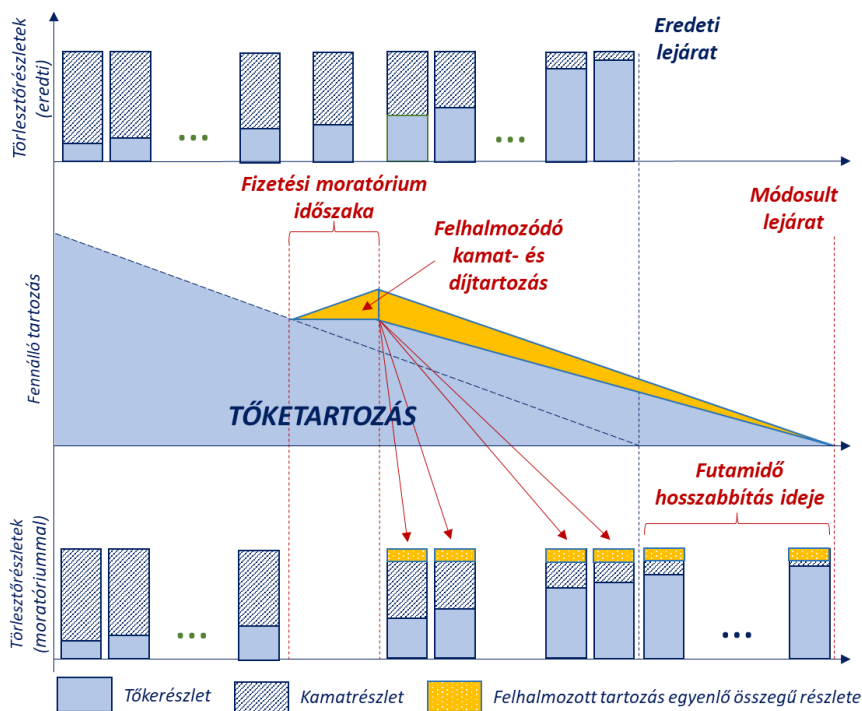 Törlesztőrészletek
(eredti)
Eredeti
lejárat
Fizetési moratórium
időszaka
Módosult
lejárat
Felhalmozódó
kamat- és
díjtartozás
Fennálló tartozás
TŐKETARTOZÁS
Futamidő
hosszabbítás ideje
Törlesztőrészletek
(moratóriummal)
Tőkerészlet
Kamatrészlet
Felhalmozott tartozás egyenlő összegű részlete